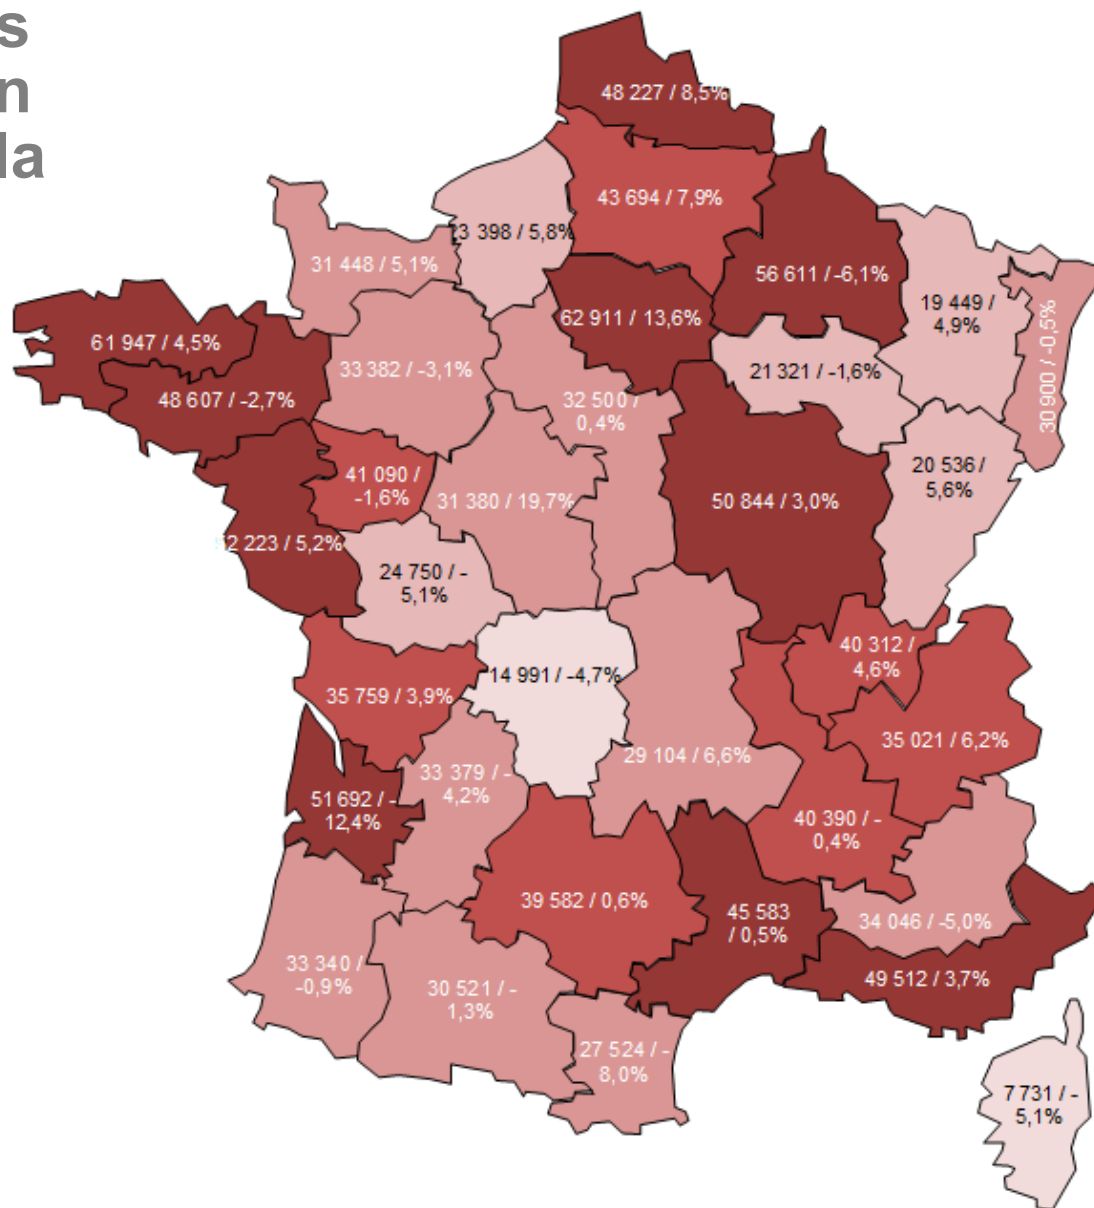 s
n
la
48 227 / 8,5%
43 694 / 7,9%
23 398 / 5,8%
31 448 / 5,1%
56 611 / -6,1%
19 449 /
4,9%
30 900 / -0,5%
62 911 / 13,6%
61 947 / 4,5%
33 382 / -3,1%
21 321 / -1,6%
48 607 / -2,7%
32 500 /
0,4%
41 090 /
-1,6%
20 536 /
5,6%
31 380 / 19,7%
50 844 / 3,0%
2 223 / 5,2%
24 750 / -
5,1%
40 312 /
4,6%
14 991 / -4,7%
35 759 / 3,9%
35 021 / 6,2%
29 104 / 6,6%
33 379 / -
4,2%
51 692 / -
12,4%
40 390 / -
0,4%
39 582 / 0,6%
45 583
/ 0,5%
34 046 / -5,0%
33 340 /
-0,9%
30 521 / -
1,3%
49 512 / 3,7%
27 524 / -
8,0%
7 731 / -
5,1%